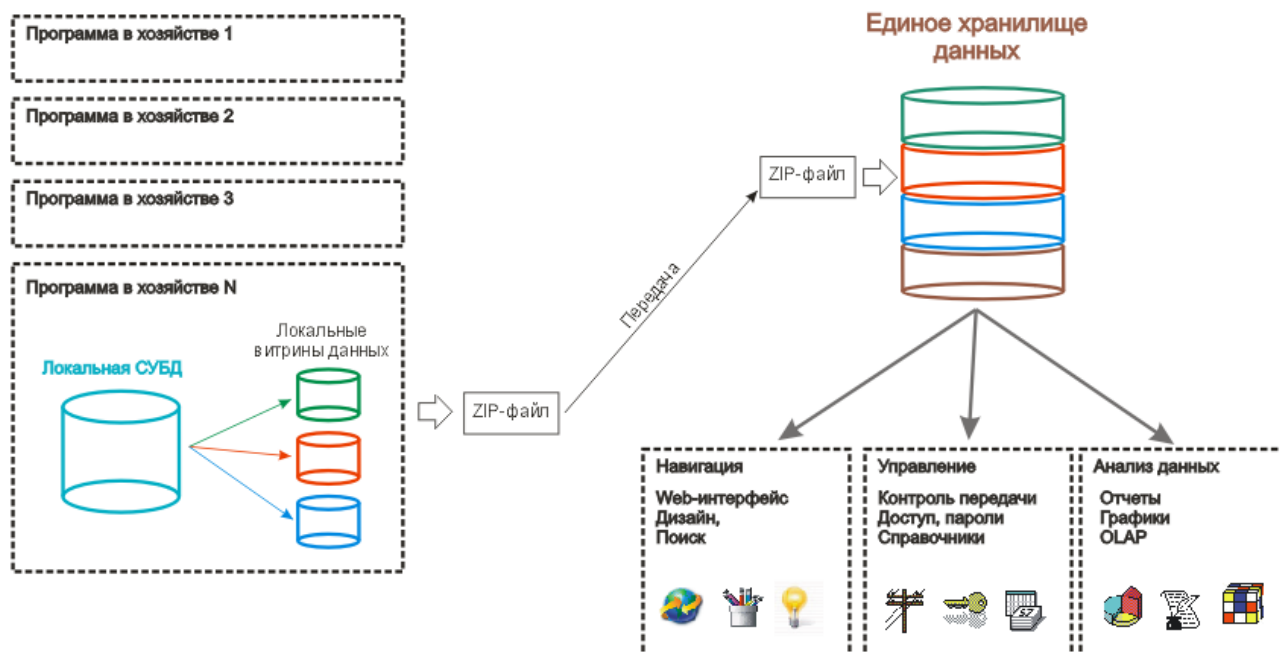 Программа в хозяйстве 1
Программа в хозяйстве 2
Программа в хозяйстве 3
Программа в хозяйстве N
Локальные
витрины данных
Локальная СУБД
ZIP-файл
Передача
ZIP-файл
Единое хранилище
данных
Навигация
Web-интерфейс
Дизайн,
Поиск
Управление
Контроль передачи
Доступ, пароли
Справочники
Анализ данных
Отчеты
Графики
OLAP
57